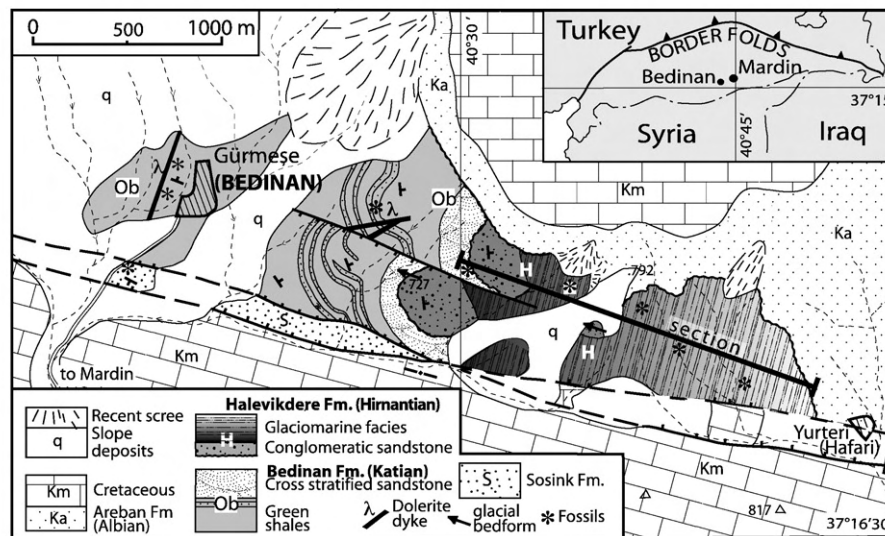 0 500 1000 m
40°30 '
Turkey
BORDER FOLDS
Mardin
Bedinan
37°15
40°45'
Syria
Iraq
Ka
q
λ
Gürmeşe
(BEDINAN)
Ob
q
λ
Ob
Km
Ka
H
792
727
section
q
H
S
Km
to Mardin
Yurteri
(Hafari)
Km
817
37°16'30
Recent scree
q
Slope
deposits
Km
Cretaceous
Ka
Areban Fm
(Albian)
Halevikdere Fm. (Hirnantian)
H
Glaciomarine facies
Conglomeratic sandstone
Bedinan Fm. (Katian)
Cross stratified sandstone
Ob
Green
shales
S
Sosink Fm.
λ
Dolerite
dyke
glacial
bedform
* Fossils